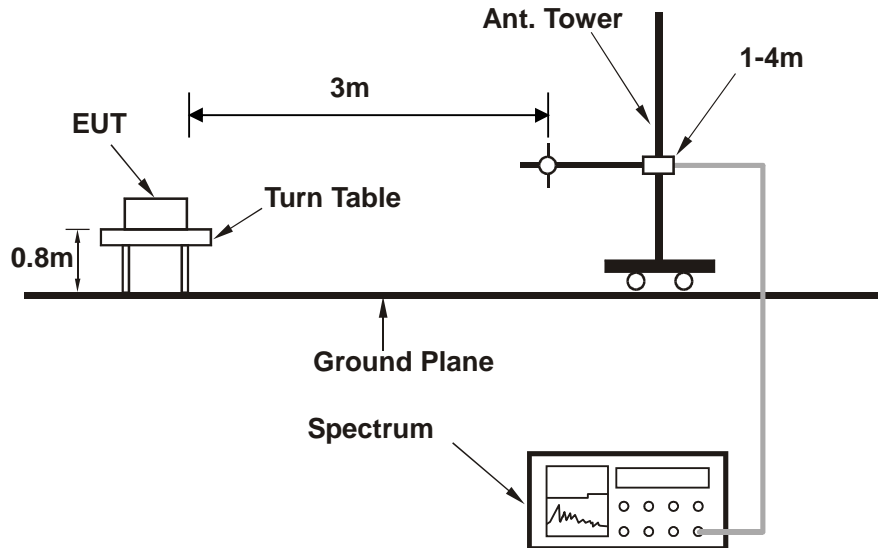 Ant. Tower
1-4m
3m
EUT
Turn Table
0.8m
Ground Plane
Spectrum